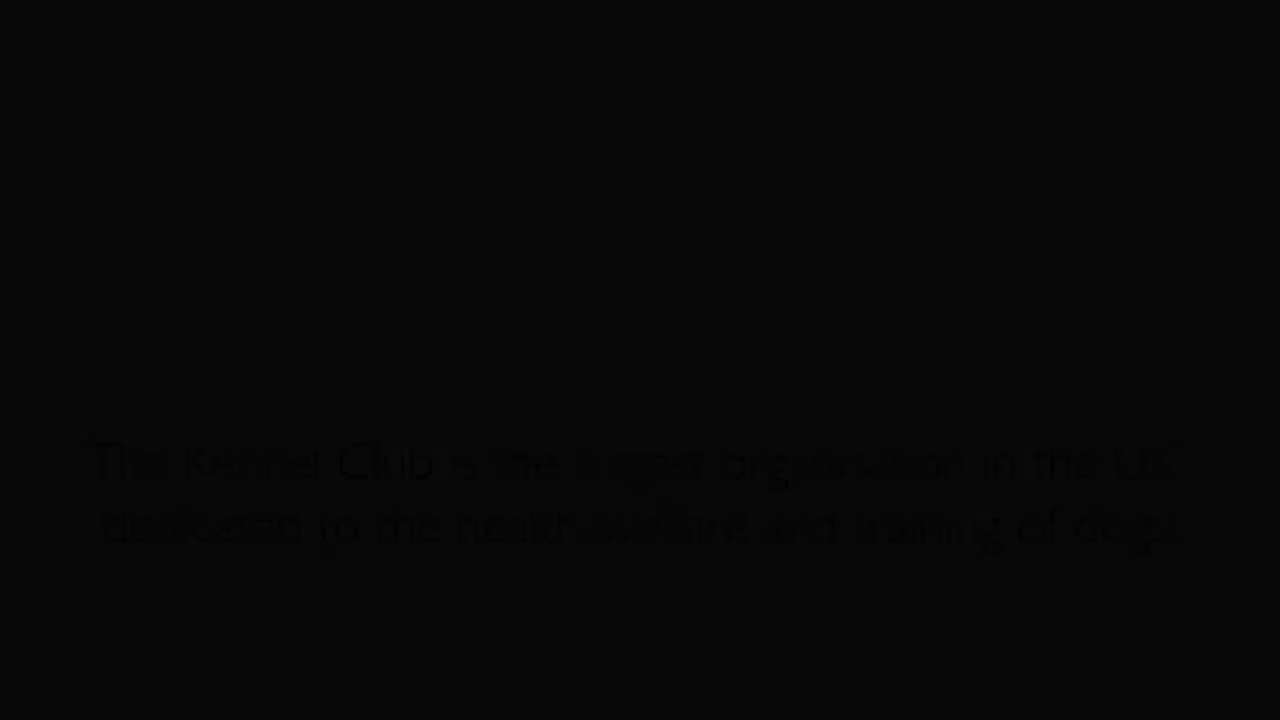 The Kennel Club is the largest organisation in the UK
dedicated to the health, welfare and training of dogs.